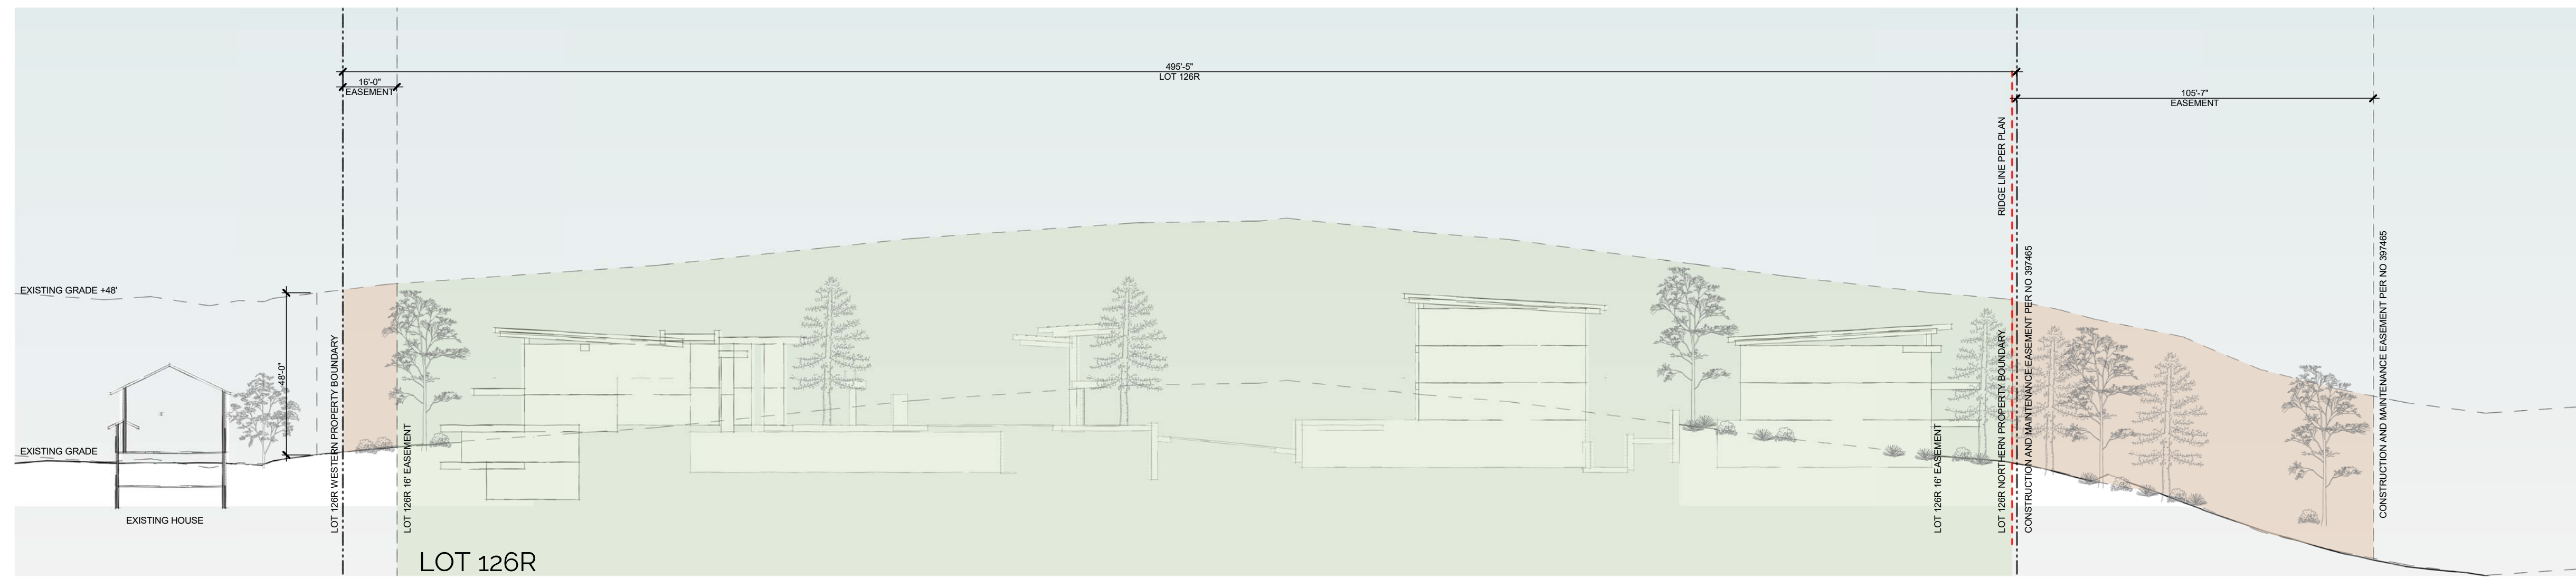 495'-5"
LOT 126R
16'-0"
EASEMENT
105'-7"
EASEMENT
RIDGE LINE PER PLAN
EXISTING GRADE +48'
48'-0"
EXISTING GRADE
EXISTING HOUSE
LOT 126R WESTERN PROPERTY BOUNDARY
LOT 126R 16' EASEMENT
LOT 126R 16' EASEMENT
LOT 126R NORTHERN PROPERTY BOUNDARY
CONSTRUCTION AND MAINTENANCE EASEMENT PER NO 397465
CONSTRUCTION AND MAINTENANCE EASEMENT PER NO 397465
LOT 126R